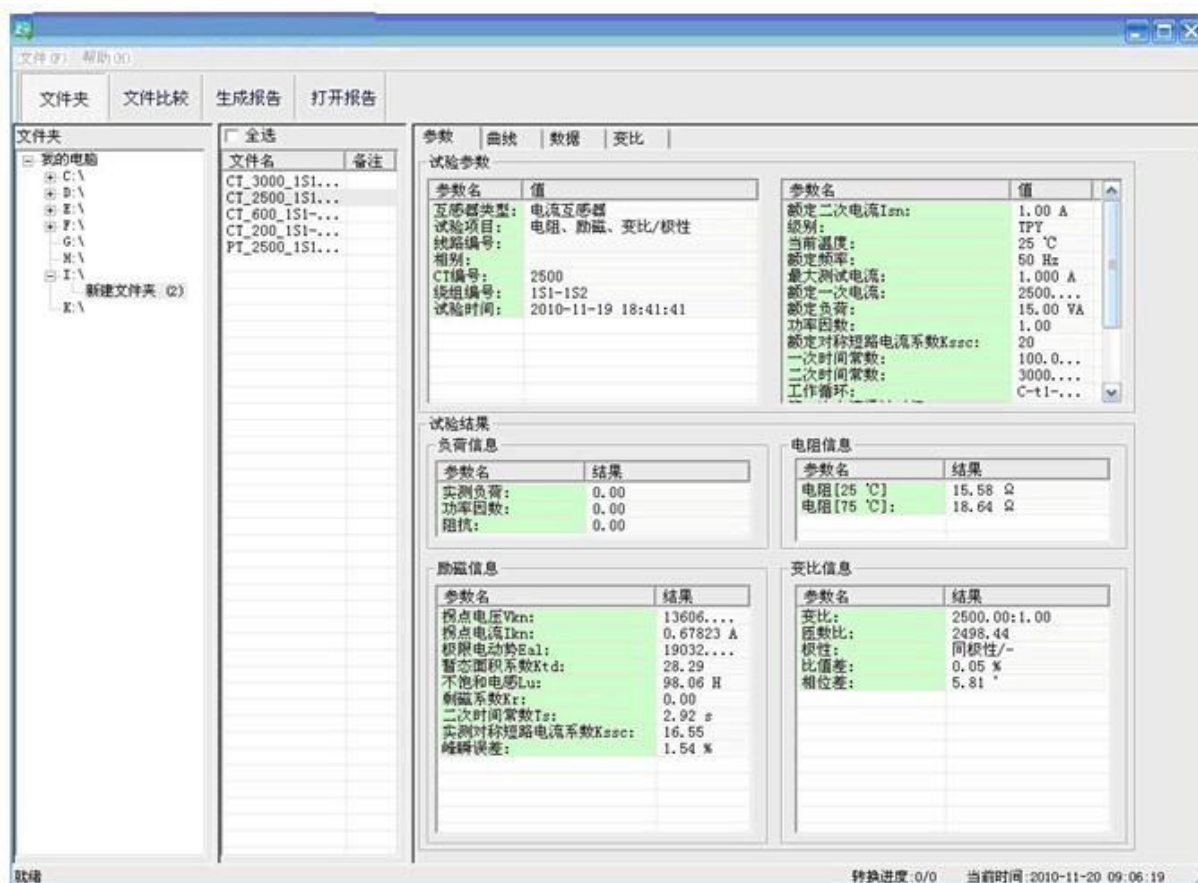 文件(F) 帮助(H)
文件夹 文件比较 生成报告 打开报告
文件夹
我的电脑
C:\
D:\
E:\
F:\
G:\
H:\
I:\
新建文件夹 (2)
K:\
全选
文件名 备注
CT_3000_1S1...
CT_2500_1S1...
CT_600_1S1-...
CT_200_1S1-...
PT_2500_1S1...
参数 曲线 数据 变比
试验参数
参数名 值
互感器类型: 电流互感器
试验项目: 电阻、励磁、变比/极性
线路编号:
相别:
CT编号: 2500
绕组编号: 1S1-1S2
试验时间: 2010-11-19 18:41:41
参数名 值
额定二次电流Isn: 1.00 A
级别: TPY
当前温度: 25 ℃
额定频率: 50 Hz
最大测试电流: 1.000 A
额定一次电流: 2500....
额定负荷: 15.00 VA
功率因数: 1.00
额定对称短路电流系数Kssc: 20
一次时间常数: 100.0...
二次时间常数: 3000....
工作循环: C-t1-...
试验结果
负荷信息
参数名 结果
实测负荷: 0.00
功率因数: 0.00
阻抗: 0.00
电阻信息
参数名 结果
电阻[25 ℃] 15.58 Ω
电阻[75 ℃]: 18.64 Ω
励磁信息
参数名 结果
拐点电压Vkn: 13606....
拐点电流Ikn: 0.67823 A
极限电动势Eal: 19032....
暂态面积系数Ktd: 28.29
不饱和电感Lu: 98.06 H
剩磁系数Kr: 0.00
二次时间常数Ts: 2.92 s
实测对称短路电流系数Kssc: 16.55
峰瞬误差: 1.54 %
变比信息
参数名 结果
变比: 2500.00:1.00
匝数比: 2498.44
极性: 同极性/-
比值差: 0.05 %
相位差: 5.81 '
就绪 转换进度:0/0 当前时间:2010-11-20 09:06:19